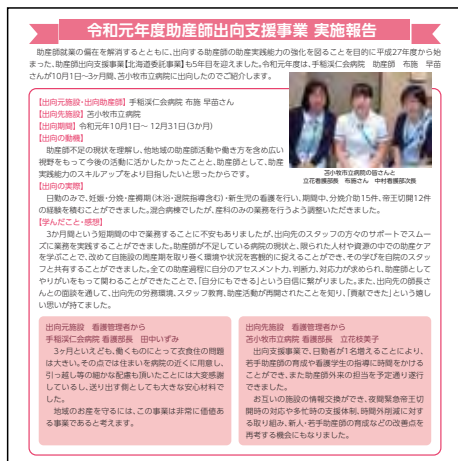 令和元年度助産師出向支援事業 実施報告
助産師就業の偏在を解消するとともに、出向する助産師の助産実践能力の強化を図ることを目的に平成27年度から始
まった、助産師出向支援事業【北海道委託事業】も5年目を迎えました。令和元年度は、手稲渓仁会病院 助産師 布施 早苗
さんが10月1日～3ヶ月間、苫小牧市立病院に出向したのでご紹介します。
【出向元施設・出向助産師】手稲渓仁会病院 布施 早苗さん
【出向先施設】苫小牧市立病院
【出向期間】令和元年10月1日～12月31日(3か月)
【出向の動機】
助産師不足の現状を理解し、他地域の助産師活動や働き方を含め広い
視野をもって今後の活動に活かしたかったことと、助産師として、助産
実践能力のスキルアップをより目指したいと思ったからです。
苫小牧市立病院の皆さんと
立花看護部長 布施さん 中村看護部次長
【出向の実際】
日勤のみで、妊娠・分娩・産褥期(沐浴・退院指導含む)・新生児の看護を行い、期間中、分娩介助15件、帝王切開12件
の経験を積むことができました。混合病棟でしたが、産科のみの業務を行うよう調整いただきました。
【学んだこと・感想】
3か月間という短期間の中で業務することに不安もありましたが、出向先のスタッフの方々のサポートでスムー
ズに業務を実践することができました。助産師が不足している病院の現状と、限られた人材や資源の中での助産ケア
を学ぶことで、改めて自施設の周産期を取り巻く環境や状況を客観的に捉えることができ、その学びを自院のスタッ
フと共有することができました。全ての助産過程に自分のアセスメント力、判断力、対応力が求められ、助産師として
やりがいをもって関わることができたことで、「自分にもできる」という自信に繋がりました。また、出向先の師長さ
んとの面談を通して、出向先の労務環境、スタッフ教育、助産活動が再開されたことを知り、「貢献できた」という嬉し
い思いが持てました。
出向元施設 看護管理者から
手稲渓仁会病院 看護部長 田中いずみ
3ヶ月といえども、働くものにとって衣食住の問題
は大きい。その点では住まいを病院の近くに用意し、
引っ越し等の細かな配慮も頂いたことには大変感謝
しているし、送り出す側としても大きな安心材料でし
た。
地域のお産を守るには、この事業は非常に価値あ
る事業であると考えます。
出向先施設 看護管理者から
苫小牧市立病院 看護部長 立花枝美子
出向支援事業で、日勤者が1名増えることにより、
若手助産師の育成や看護学生の指導に時間をかける
ことができ、また助産師外来の担当を予定通り遂行
できました。
お互いの施設の情報交換ができ、夜間緊急帝王切
開時の対応や多忙時の支援体制、時間外削減に対す
る取り組み、新人・若手助産師の育成などの改善点を
再考する機会にもなりました。